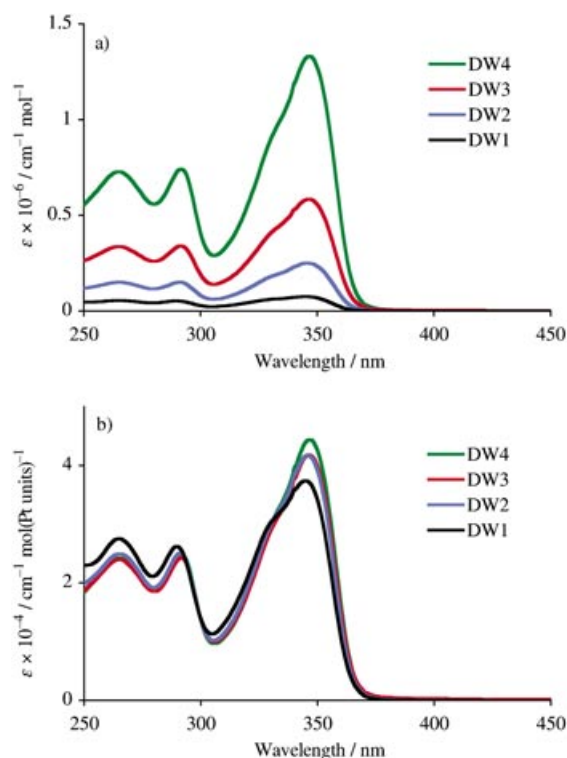 a)
1.5
1
0.5
0
ε × 10⁻⁶ / cm⁻¹ mol⁻¹
DW4
DW3
DW2
DW1
250 300 350 400 450
Wavelength / nm
b)
4
2
0
ε × 10⁻⁴ / cm⁻¹ mol(Pt units)⁻¹
DW4
DW3
DW2
DW1
250 300 350 400 450
Wavelength / nm